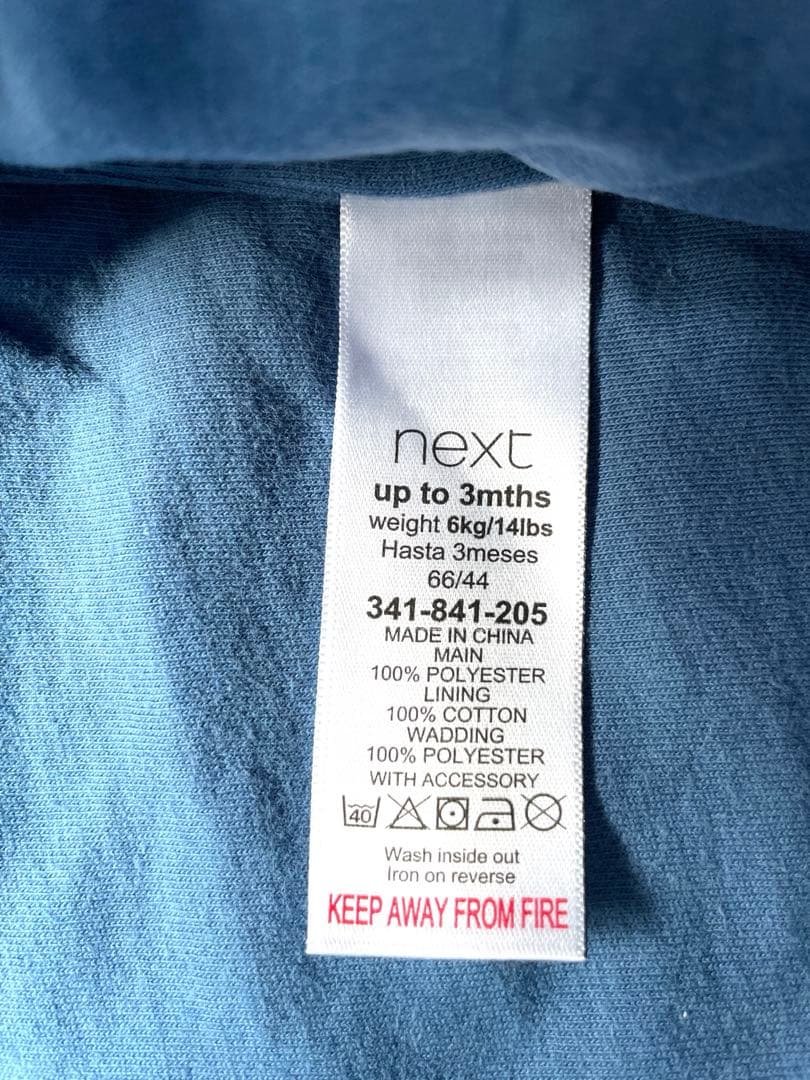 next
up to 3mths
weight 6kg/14lbs
Hasta 3meses
66/44
341-841-205
MADE IN CHINA
MAIN
100% POLYESTER
LINING
100% COTTON
WADDING
100% POLYESTER
WITH ACCESSORY
40
Wash inside out
Iron on reverse
KEEP AWAY FROM FIRE